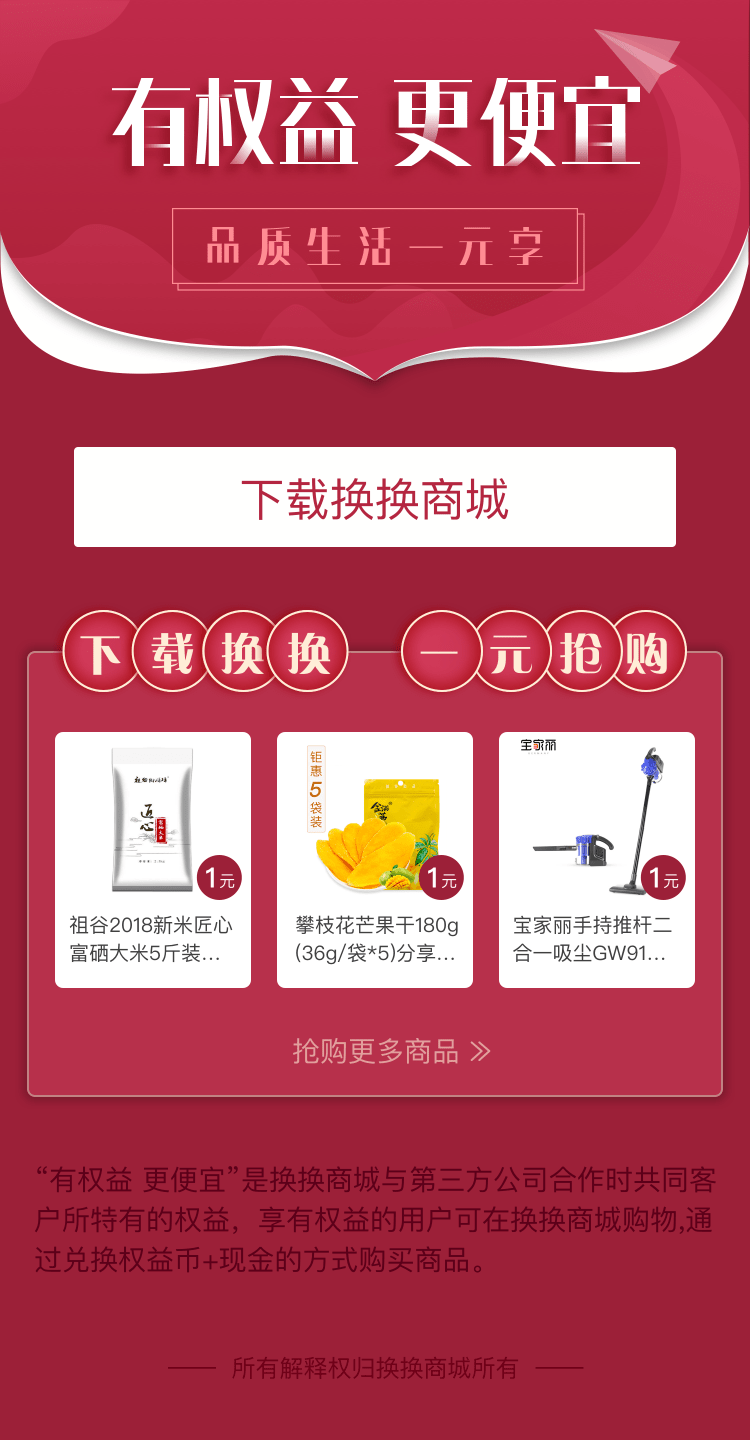 有权益 更便宜
品质生活一元享
下载换换商城
下载换换 一元抢购
匠心
钜惠5袋装
宝家丽
1元
1元
1元
祖谷2018新米匠心
富硒大米5斤装...
攀枝花芒果干180g
(36g/袋*5)分享...
宝家丽手持推杆二
合一吸尘GW91...
抢购更多商品
“有权益 更便宜”是换换商城与第三方公司合作时共同客
户所特有的权益，享有权益的用户可在换换商城购物,通
过兑换权益币+现金的方式购买商品。
所有解释权归换换商城所有